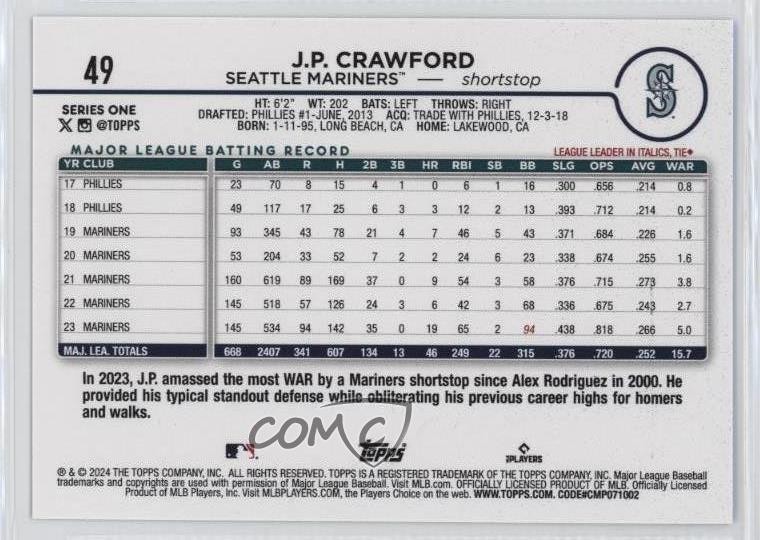 49
J.P. CRAWFORD
SEATTLE MARINERS™ — shortstop
S
SERIES ONE
@TOPPS
HT: 6'2" WT: 202 BATS: LEFT THROWS: RIGHT
DRAFTED: PHILLIES #1-JUNE, 2013 ACQ: TRADE WITH PHILLIES, 12-3-18
BORN: 1-11-95, LONG BEACH, CA HOME: LAKEWOOD, CA
MAJOR LEAGUE BATTING RECORD LEAGUE LEADER IN ITALICS, TIE◆
YR CLUB G AB R H 2B 3B HR RBI SB BB SLG OPS AVG WAR
17 PHILLIES 23 70 8 15 4 1 0 6 1 16 .300 .656 .214 0.8
18 PHILLIES 49 117 17 25 6 3 3 12 2 13 .393 .712 .214 0.2
19 MARINERS 93 345 43 78 21 4 7 46 5 43 .371 .684 .226 1.6
20 MARINERS 53 204 33 52 7 2 2 24 6 23 .338 .674 .255 1.6
21 MARINERS 160 619 89 169 37 0 9 54 3 58 .376 .715 .273 3.8
22 MARINERS 145 518 57 126 24 3 6 42 3 68 .336 .675 .243 2.7
23 MARINERS 145 534 94 142 35 0 19 65 2 94 .438 .818 .266 5.0
MAJ. LEA. TOTALS 668 2407 341 607 134 13 46 249 22 315 .376 .720 .252 15.7
In 2023, J.P. amassed the most WAR by a Mariners shortstop since Alex Rodriguez in 2000. He
provided his typical standout defense while obliterating his previous career highs for homers
and walks.
COMC
Topps
PLAYERS
® & © 2024 THE TOPPS COMPANY, INC. ALL RIGHTS RESERVED. TOPPS IS A REGISTERED TRADEMARK OF THE TOPPS COMPANY, INC. Major League Baseball
trademarks and copyrights are used with permission of Major League Baseball. Visit MLB.com. OFFICIALLY LICENSED PRODUCT OF MLB. Officially Licensed
Product of MLB Players, Inc. Visit MLBPLAYERS.COM, the Players Choice on the web. WWW.TOPPS.COM. CODE#CMP071002